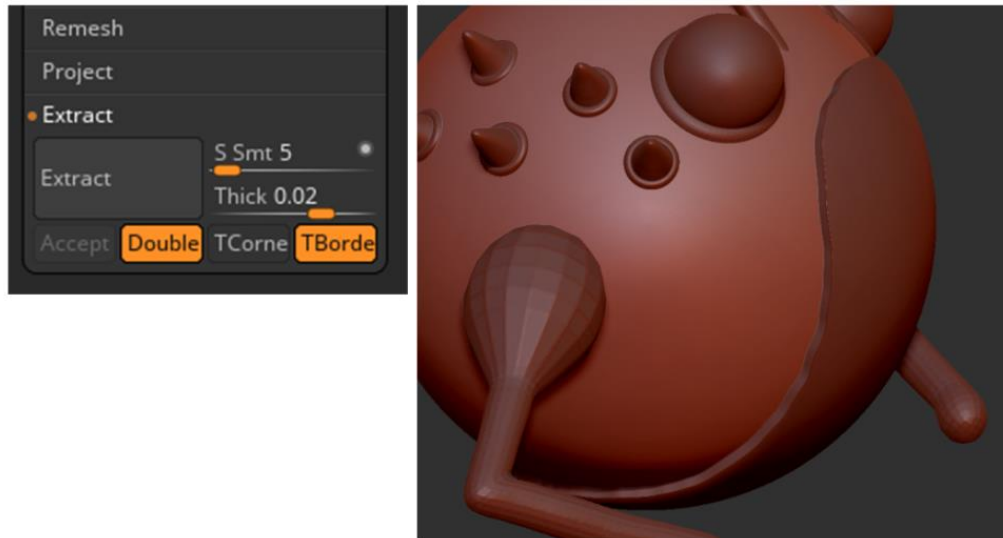 Remesh
Project
Extract
Extract
S Smt 5
Thick 0.02
Accept Double TCorne TBorde